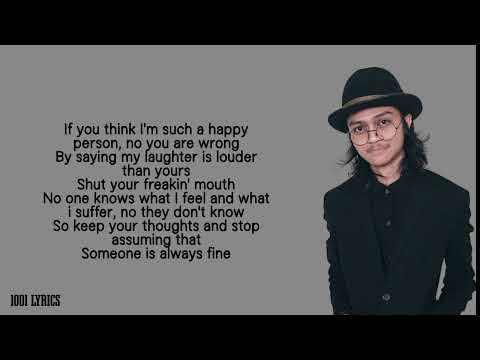 If you think I'm such a happy
person, no you are wrong
By saying my laughter is louder
than yours
Shut your freakin' mouth
No one knows what I feel and what
i suffer, no they don't know
So keep your thoughts and stop
assuming that
Someone is always fine
1001 LYRICS